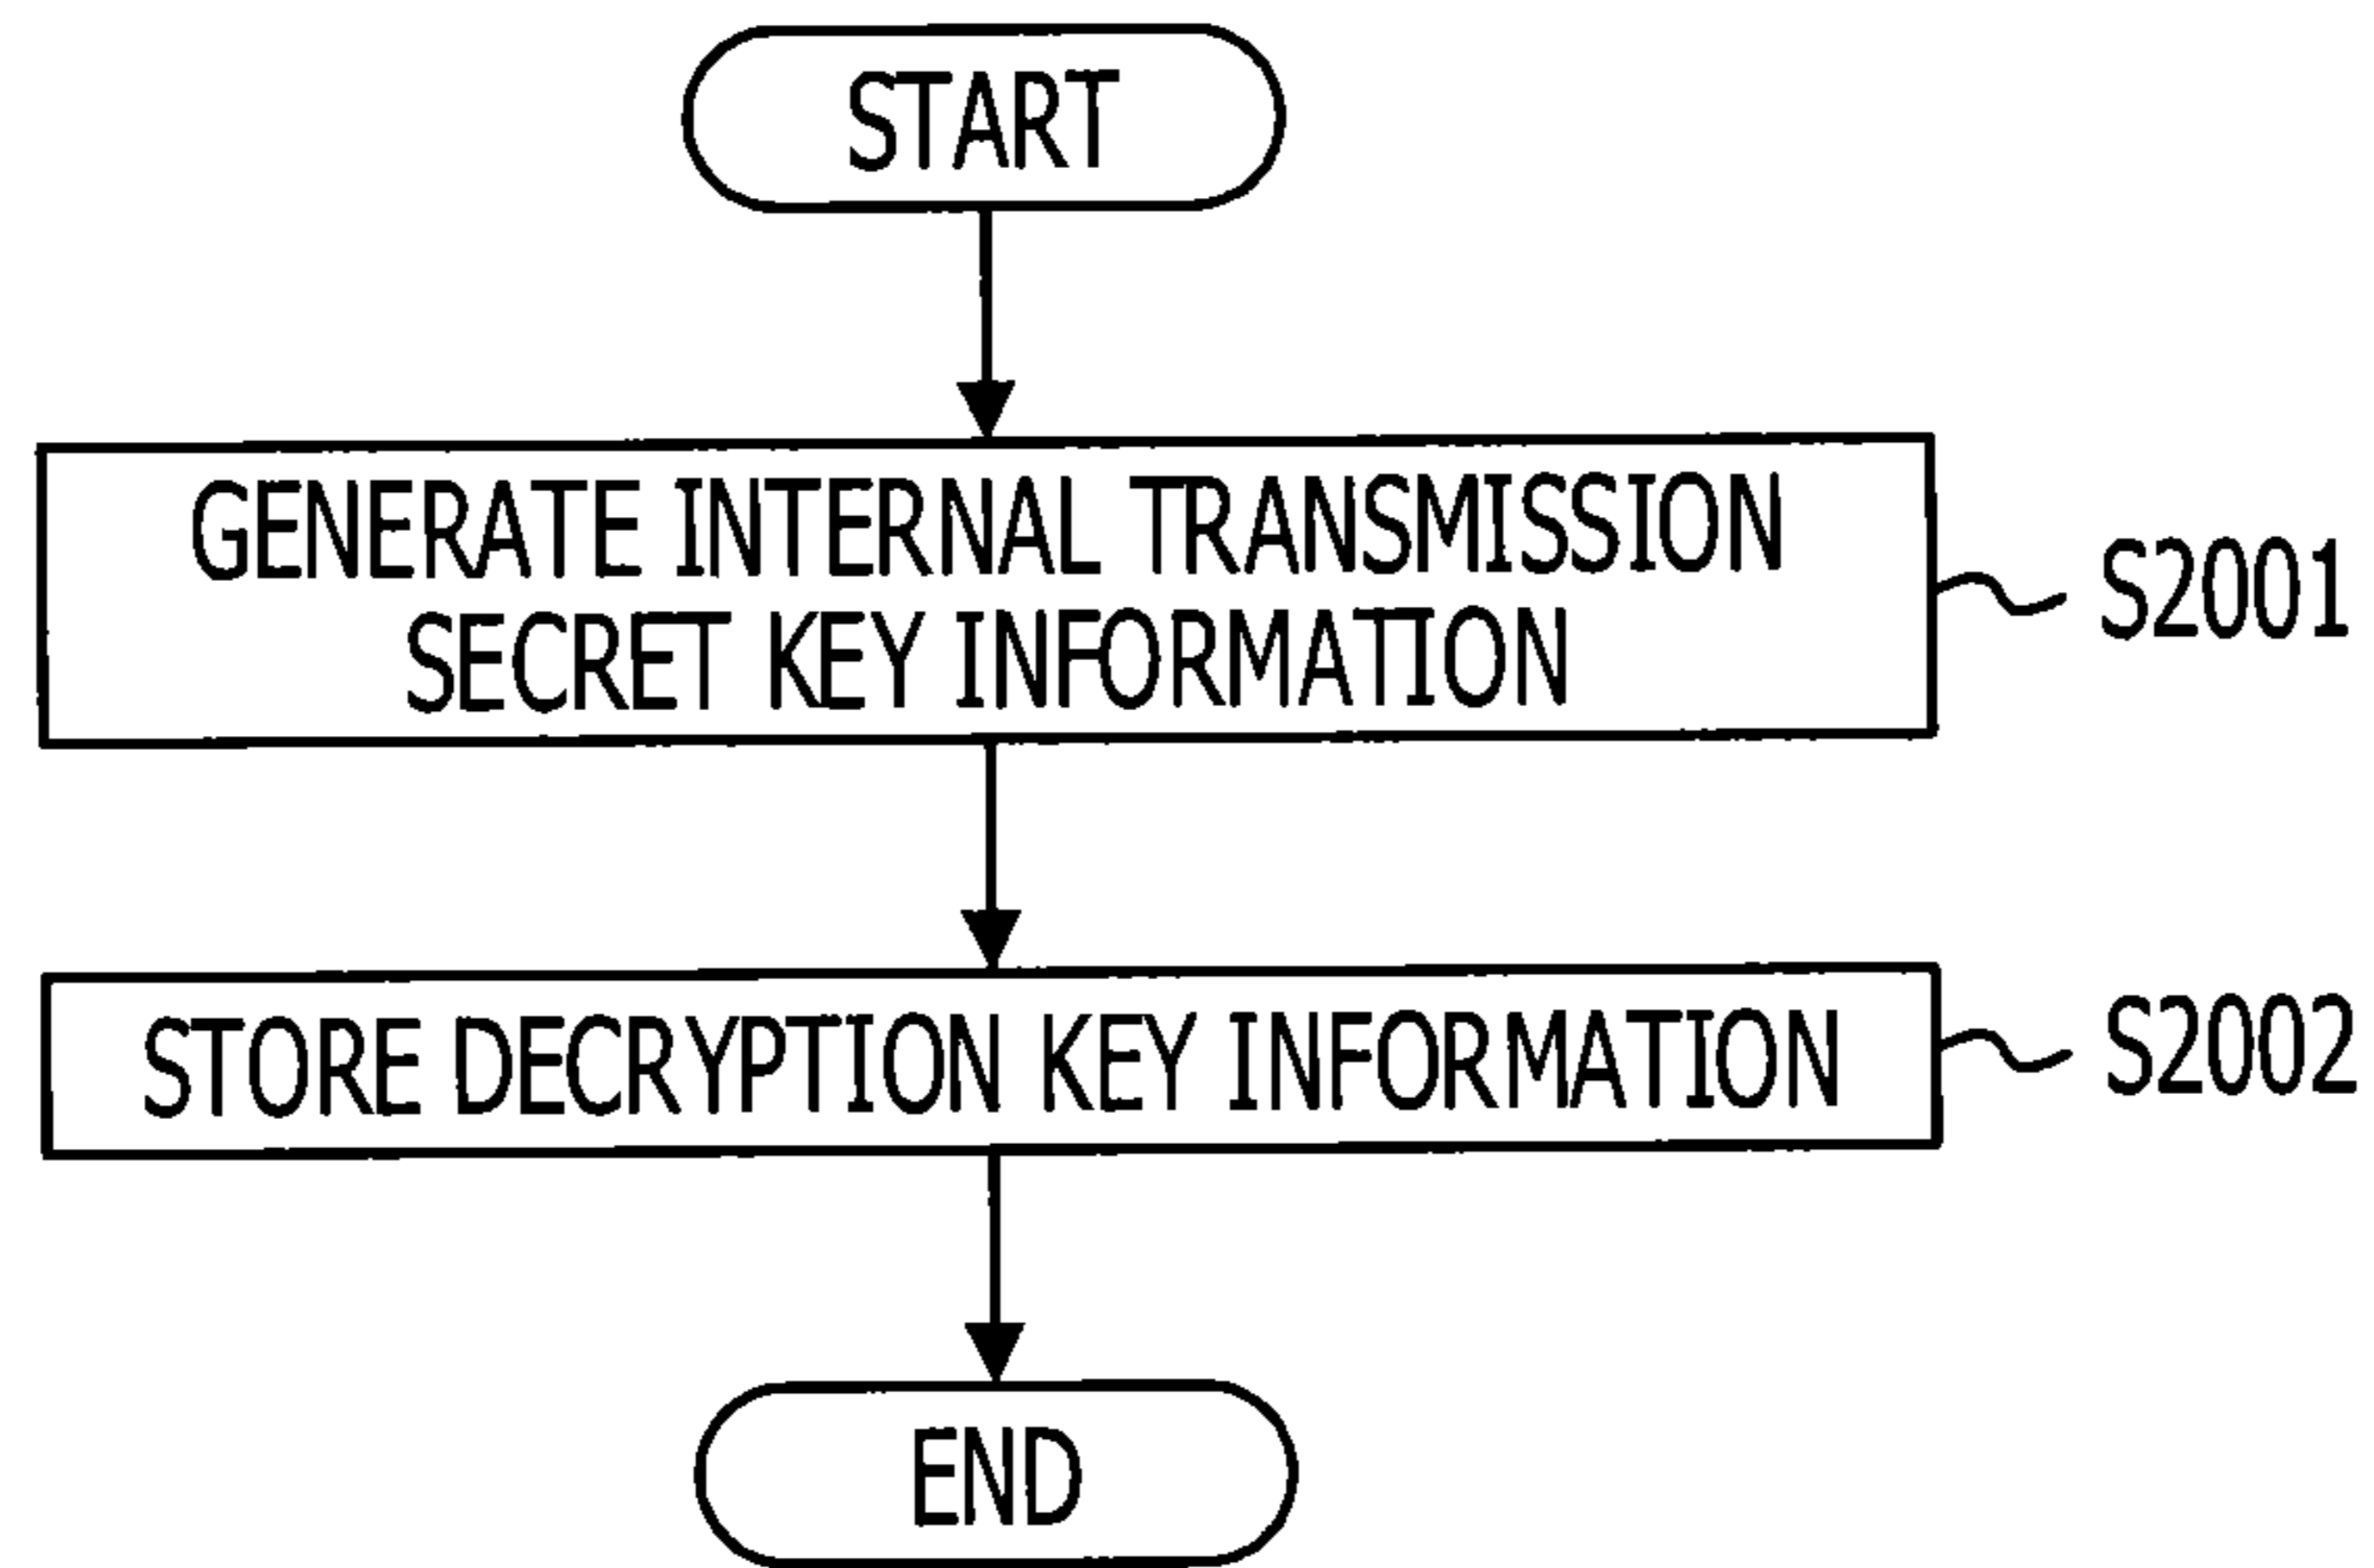 START
GENERATE INTERNAL TRANSMISSION
SECRET KEY INFORMATION
S2001
STORE DECRYPTION KEY INFORMATION
S2002
END